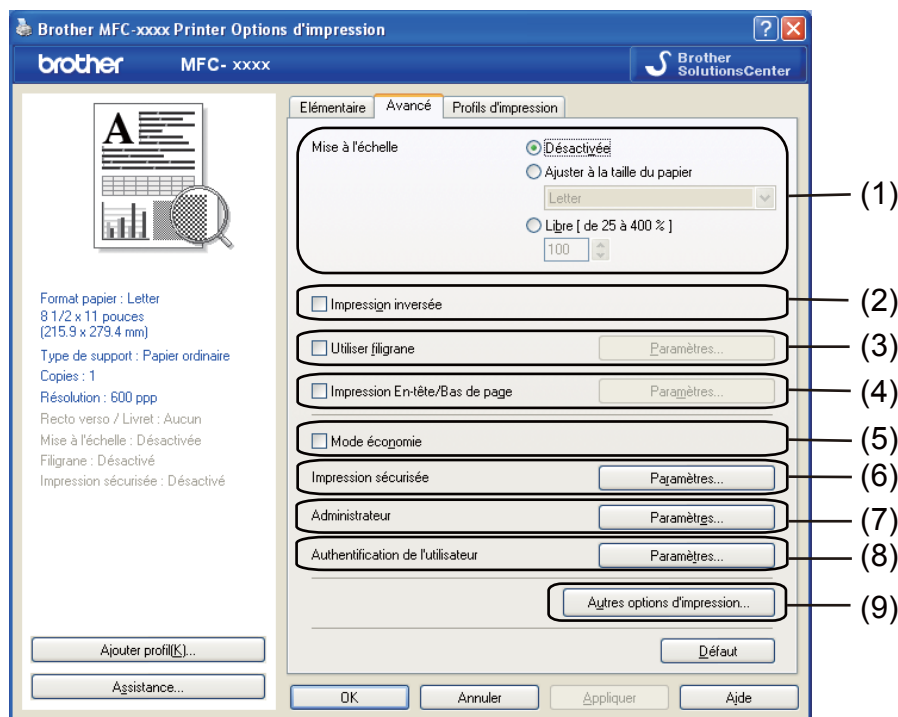 Brother MFC-xxxx Printer Options d'impression
brother MFC- xxxx
Brother
SolutionsCenter
Elémentaire Avancé Profils d'impression
A
Format papier : Letter
8 1/2 x 11 pouces
(215.9 x 279.4 mm)
Type de support : Papier ordinaire
Copies : 1
Résolution : 600 ppp
Recto verso / Livret : Aucun
Mise à l'échelle : Désactivée
Filigrane : Désactivé
Impression sécurisée : Désactivé
Ajouter profil(K)...
Assistance...
Mise à l'échelle
Désactivée
Ajuster à la taille du papier
Letter
Libre [ de 25 à 400 % ]
100
(1)
Impression inversée
(2)
Utiliser filigrane Paramètres...
(3)
Impression En-tête/Bas de page Paramètres...
(4)
Mode économie
(5)
Impression sécurisée Paramètres...
(6)
Administrateur Paramètres...
(7)
Authentification de l'utilisateur Paramètres...
(8)
Autres options d'impression...
(9)
Défaut
OK Annuler Appliquer Aide